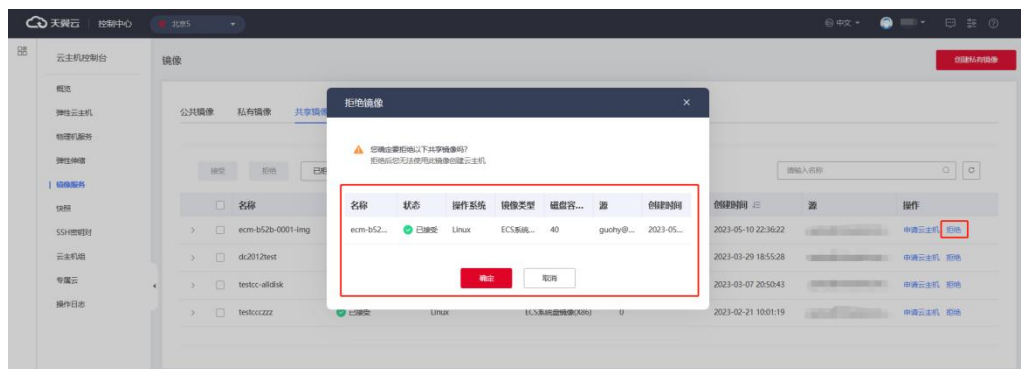 天翼云 控制中心 北京5 中文
云主机控制台
概览
弹性云主机
物理机服务
弹性伸缩
镜像服务
快照
SSH密钥对
云主机组
专属云
操作日志
镜像 创建私有镜像
公共镜像 私有镜像 共享镜像
接受 拒绝 已拒 请输入名称
名称 创建时间 源 操作
ecm-b52b-0001-img 2023-05-10 22:36:22 申请云主机 拒绝
dc2012test 2023-03-29 18:55:28 申请云主机 拒绝
testcc-alldisk 2023-03-07 20:50:43 申请云主机 拒绝
testccczzz 已接受 Linux ECS系统盘镜像(X86) 0 2023-02-21 10:01:19 申请云主机 拒绝
拒绝镜像
您确定要拒绝以下共享镜像吗?
拒绝后您无法使用此镜像创建云主机
名称 状态 操作系统 镜像类型 磁盘容... 源 创建时间
ecm-b52... 已接受 Linux ECS系统... 40 guohy@... 2023-05...
确定 取消